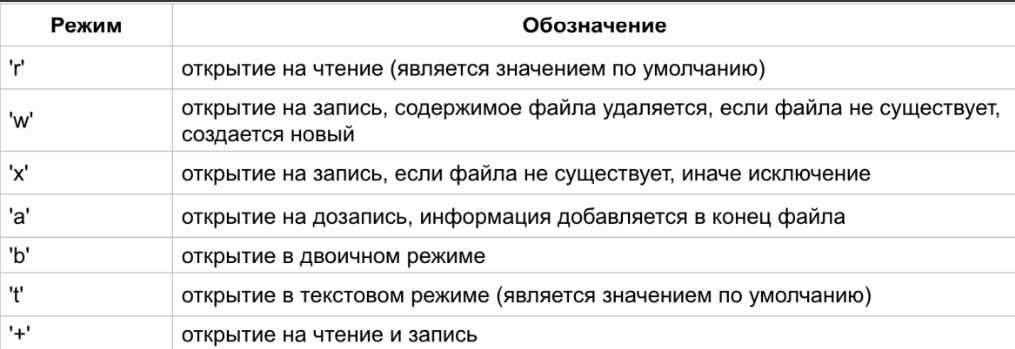 Режим Обозначение
'r' открытие на чтение (является значением по умолчанию)
'w' открытие на запись, содержимое файла удаляется, если файла не существует,
создается новый
'x' открытие на запись, если файла не существует, иначе исключение
'a' открытие на дозапись, информация добавляется в конец файла
'b' открытие в двоичном режиме
't' открытие в текстовом режиме (является значением по умолчанию)
'+' открытие на чтение и запись